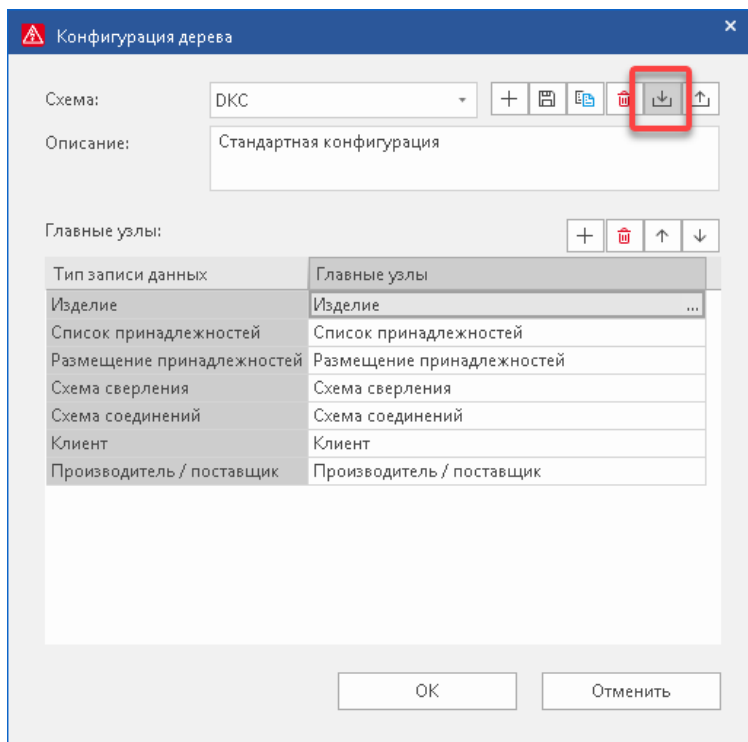 Конфигурация дерева
Схема: DKC
Описание: Стандартная конфигурация
Главные узлы:
Тип записи данных Главные узлы
Изделие Изделие ...
Список принадлежностей Список принадлежностей
Размещение принадлежностей Размещение принадлежностей
Схема сверления Схема сверления
Схема соединений Схема соединений
Клиент Клиент
Производитель / поставщик Производитель / поставщик
OK Отменить